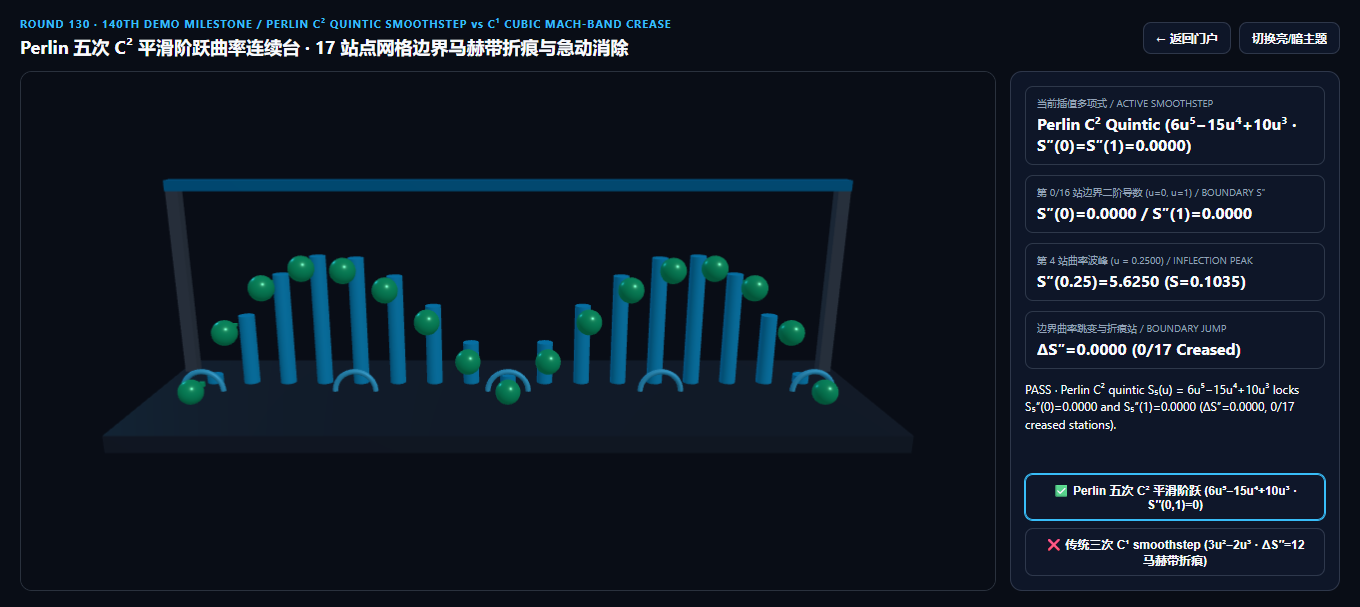 ROUND 130 · 140TH DEMO MILESTONE / PERLIN C² QUINTIC SMOOTHSTEP vs C¹ CUBIC MACH-BAND CREASE
Perlin 五次 C² 平滑阶跃曲率连续台 · 17 站点网格边界马赫带折痕与急动消除
← 返回门户
切换亮/暗主题
当前插值多项式 / ACTIVE SMOOTHSTEP
Perlin C² Quintic (6u⁵−15u⁴+10u³ ·
S″(0)=S″(1)=0.0000)
第 0/16 站边界二阶导数 (u=0, u=1) / BOUNDARY S″
S″(0)=0.0000 / S″(1)=0.0000
第 4 站曲率波峰 (u = 0.2500) / INFLECTION PEAK
S″(0.25)=5.6250 (S=0.1035)
边界曲率跳变与折痕站 / BOUNDARY JUMP
ΔS″=0.0000 (0/17 Creased)
PASS · Perlin C² quintic S₅(u) = 6u⁵−15u⁴+10u³ locks
S₅″(0)=0.0000 and S₅″(1)=0.0000 (ΔS″=0.0000, 0/17
creased stations).
✅ Perlin 五次 C² 平滑阶跃 (6u⁵−15u⁴+10u³ ·
S″(0,1)=0)
❌ 传统三次 C¹ smoothstep (3u²−2u³ · ΔS″=12
马赫带折痕)